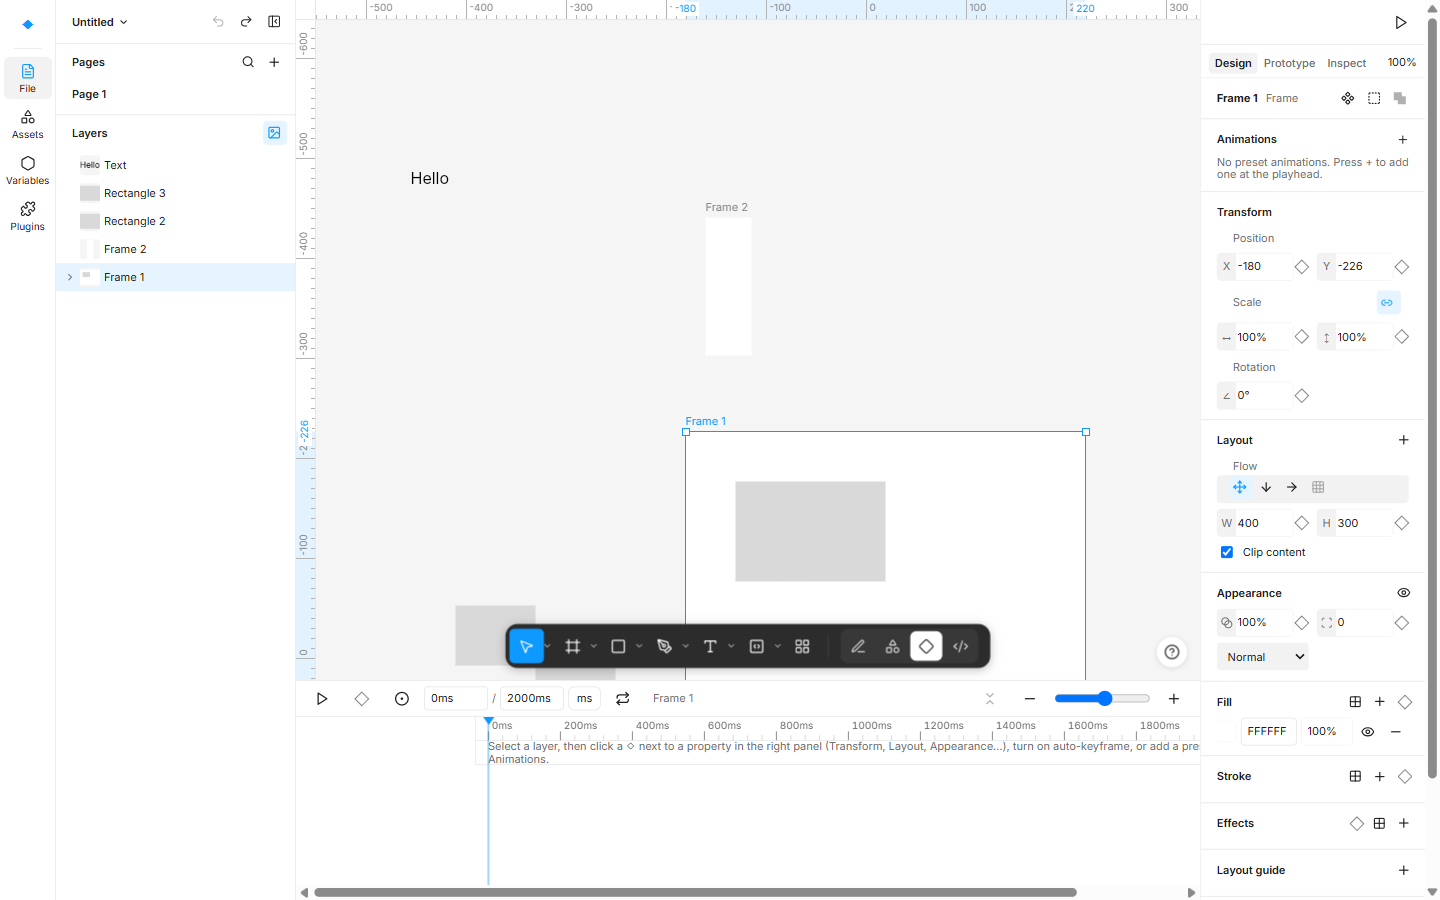 Untitled
File
Assets
Variables
Plugins
Pages
Page 1
Layers
Hello Text
Rectangle 3
Rectangle 2
Frame 2
Frame 1
-500 -400 -300 -180 -100 0 100 220 300
-600
-500
-400
-300
-226
-100
0
Hello
Frame 2
Frame 1
0ms / 2000ms ms Frame 1
0ms 200ms 400ms 600ms 800ms 1000ms 1200ms 1400ms 1600ms 1800ms
Select a layer, then click a ◇ next to a property in the right panel (Transform, Layout, Appearance...), turn on auto-keyframe, or add a pre
Animations.
Design Prototype Inspect 100%
Frame 1 Frame
Animations
No preset animations. Press + to add
one at the playhead.
Transform
Position
X -180 Y -226
Scale
100% 100%
Rotation
0°
Layout
Flow
W 400 H 300
Clip content
Appearance
100% 0
Normal
Fill
FFFFFF 100%
Stroke
Effects
Layout guide